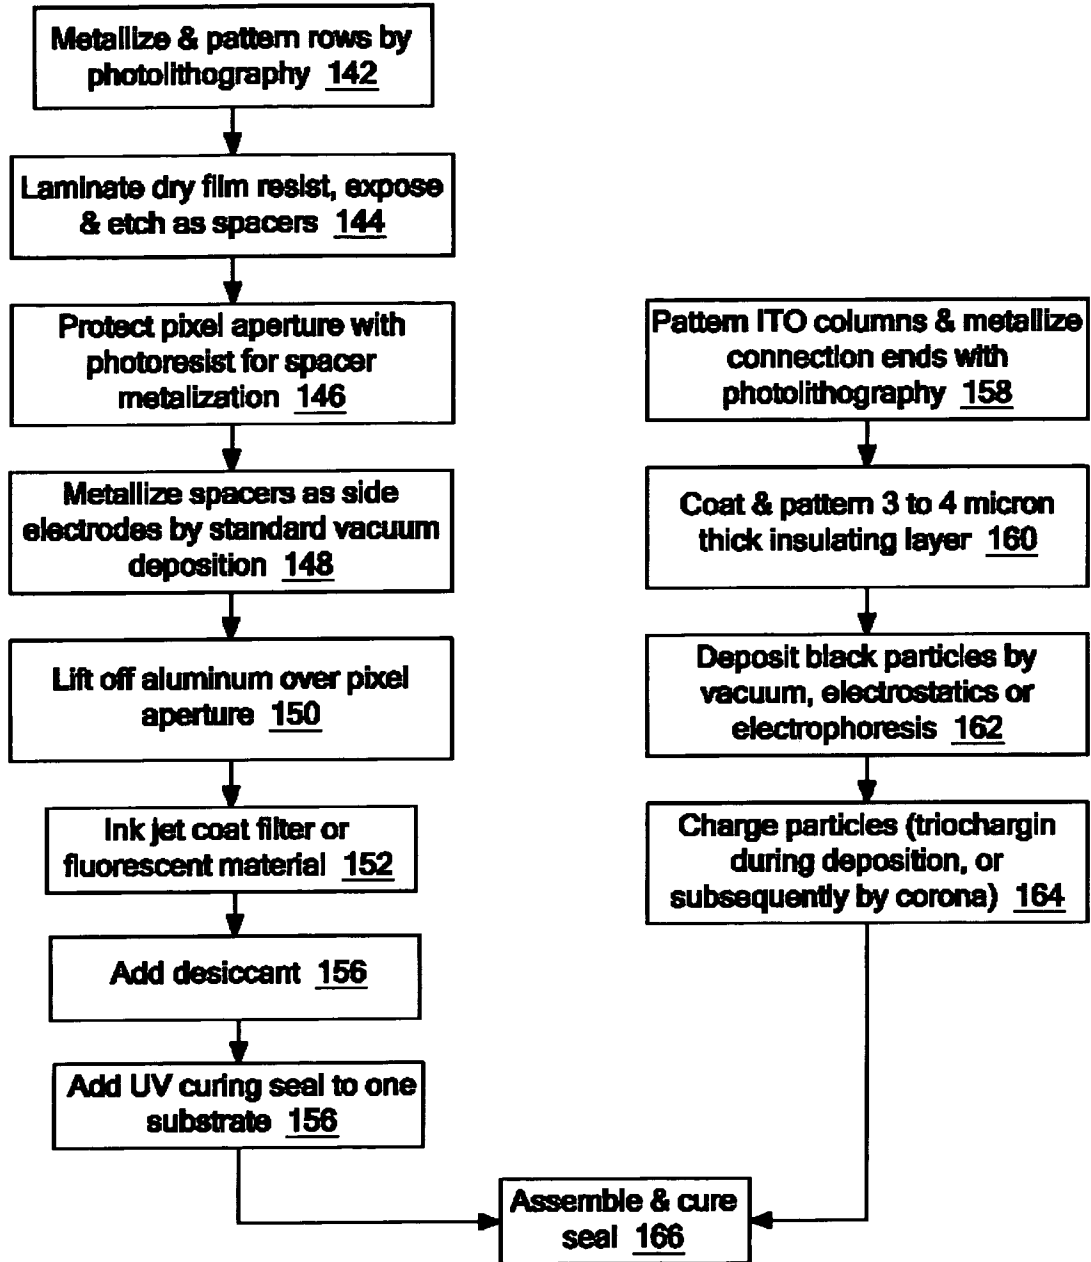 Metallize & pattern rows by
photolithography 142
Laminate dry film resist, expose
& etch as spacers 144
Protect pixel aperture with
photoresist for spacer
metalization 146
Metallize spacers as side
electrodes by standard vacuum
deposition 148
Lift off aluminum over pixel
aperture 150
Ink jet coat filter or
fluorescent material 152
Add desiccant 156
Add UV curing seal to one
substrate 156
Pattern ITO columns & metallize
connection ends with
photolithography 158
Coat & pattern 3 to 4 micron
thick insulating layer 160
Deposit black particles by
vacuum, electrostatics or
electrophoresis 162
Charge particles (triochargin
during deposition, or
subsequently by corona) 164
Assemble & cure
seal 166